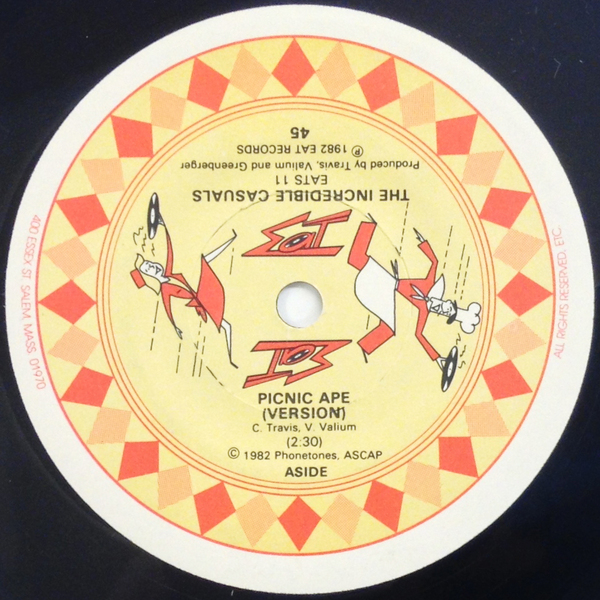 PICNIC APE
(VERSION)
C. Travis, V. Valium
(2:30)
© 1982 Phonetones, ASCAP
ASIDE
THE INCREDIBLE CASUALS
EATS 11
Produced by Travis, Valium and Greenberger
℗ 1982 EAT RECORDS
45
400 ESSEX ST. SALEM, MASS. 01970
ALL RIGHTS RESERVED, ETC.
EAT
EAT